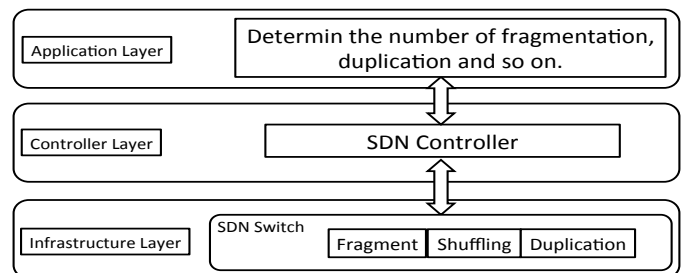 Application Layer
Determin the number of fragmentation,
duplication and so on.
Controller Layer
SDN Controller
Infrastructure Layer
SDN Switch
Fragment Shuffling Duplication